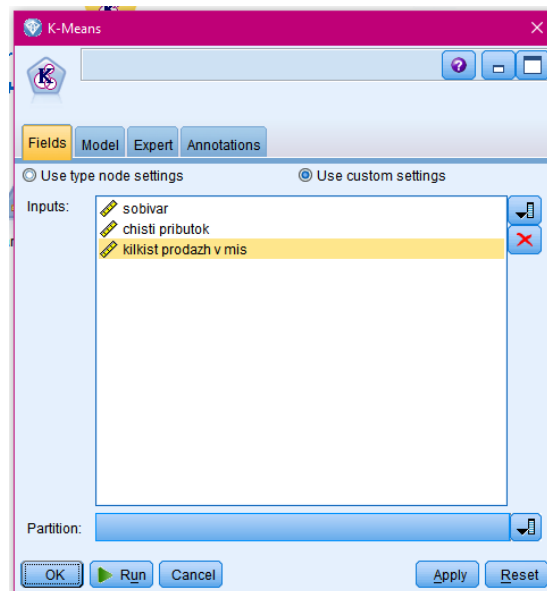 K-Means
Fields Model Expert Annotations
Use type node settings Use custom settings
Inputs:
sobivar
chisti pributok
kilkist prodazh v mis
Partition:
OK Run Cancel Apply Reset